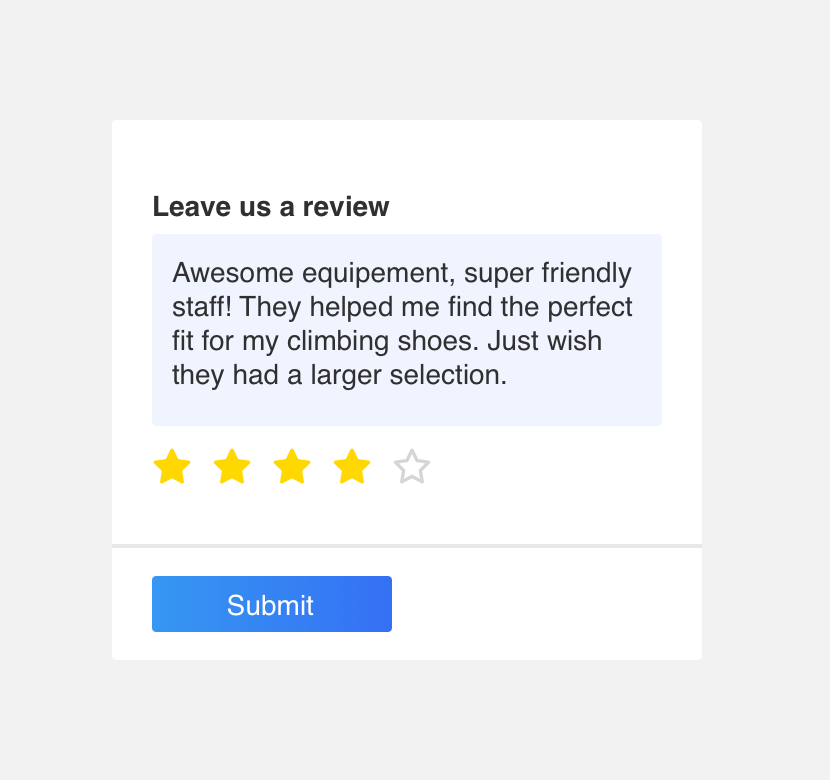 Leave us a review
Awesome equipement, super friendly
staff! They helped me find the perfect
fit for my climbing shoes. Just wish
they had a larger selection.
Submit